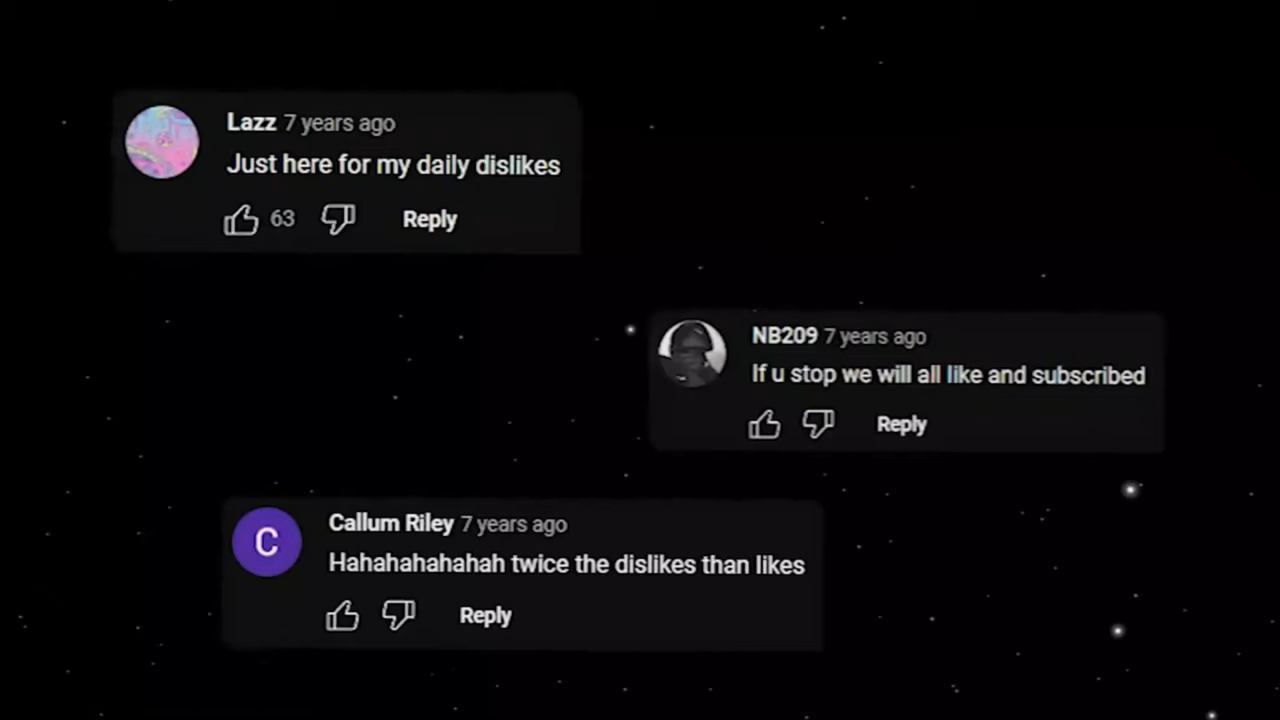 Lazz 7 years ago
Just here for my daily dislikes
63 Reply
NB209 7 years ago
If u stop we will all like and subscribed
Reply
C
Callum Riley 7 years ago
Hahahahahahah twice the dislikes than likes
Reply